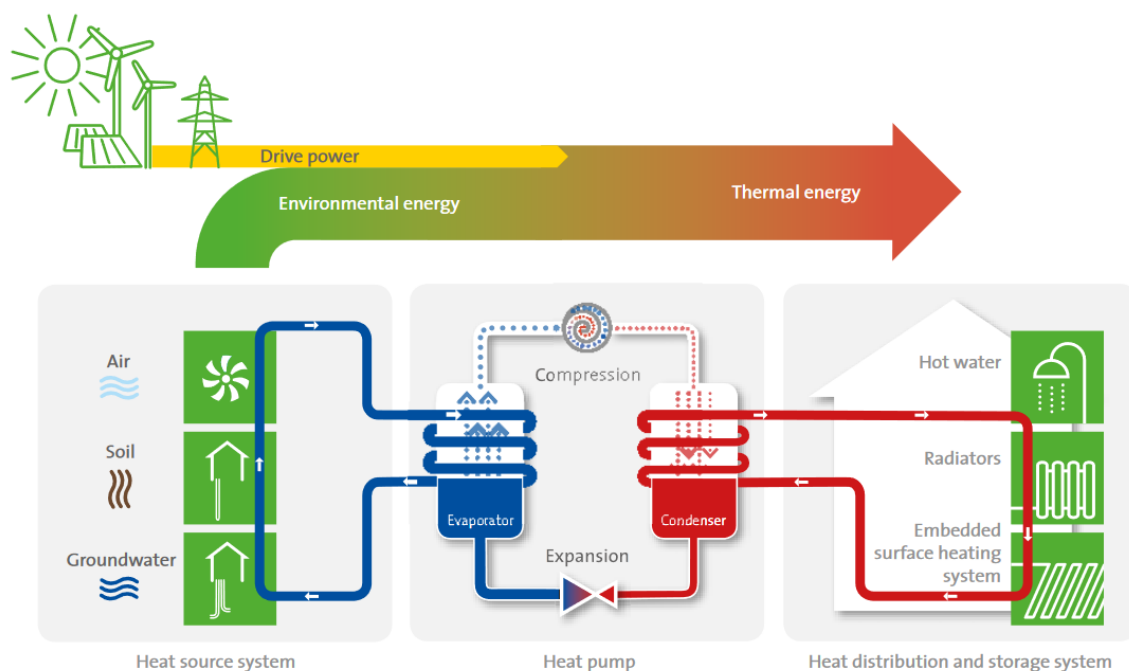 Drive power
Environmental energy
Thermal energy
Air
Soil
Groundwater
Compression
Evaporator
Condenser
Expansion
Hot water
Radiators
Embedded
surface heating
system
Heat source system
Heat pump
Heat distribution and storage system